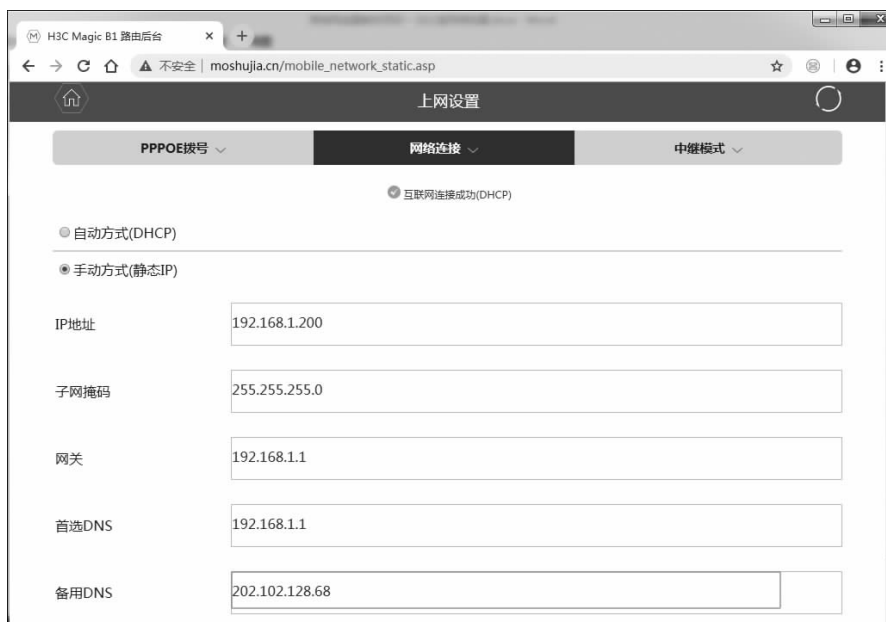 H3C Magic B1 路由后台
不安全 | moshujia.cn/mobile_network_static.asp
上网设置
PPPOE拨号
网络连接
中继模式
互联网连接成功(DHCP)
自动方式(DHCP)
手动方式(静态IP)
IP地址
192.168.1.200
子网掩码
255.255.255.0
网关
192.168.1.1
首选DNS
192.168.1.1
备用DNS
202.102.128.68